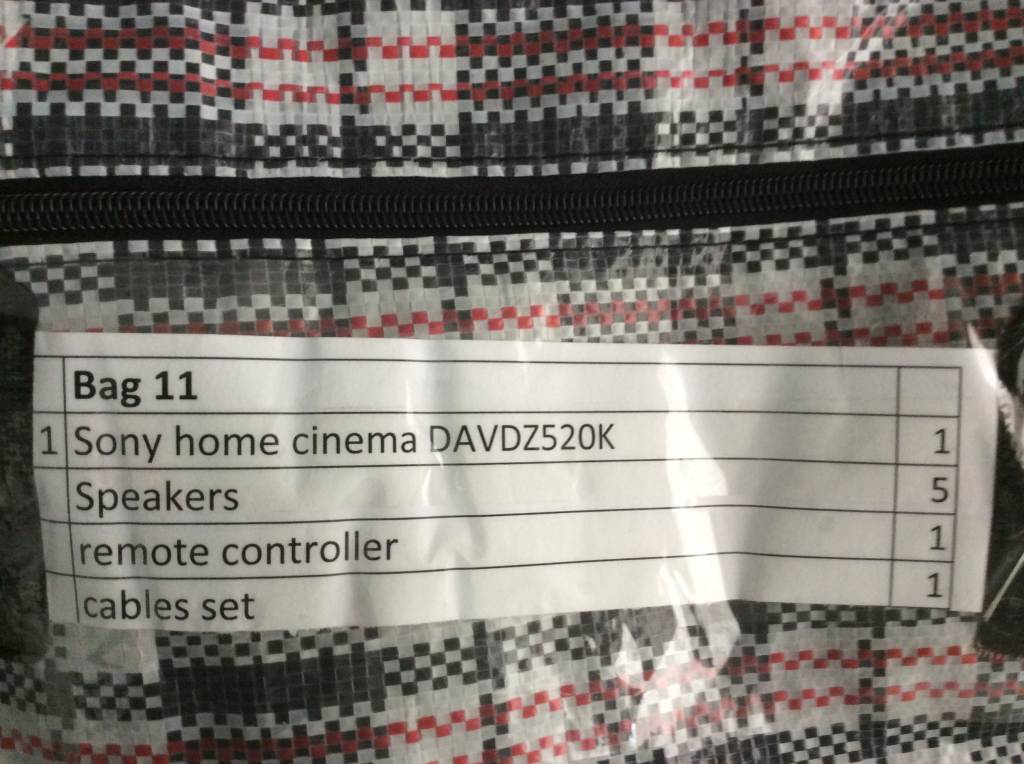 Bag 11
1 Sony home cinema DAVDZ520K 1
Speakers 5
remote controller 1
cables set 1